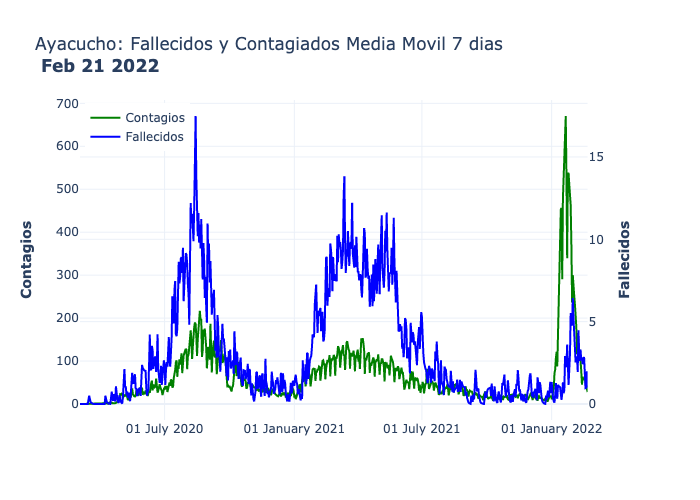 Ayacucho: Fallecidos y Contagiados Media Movil 7 dias
Feb 21 2022
Contagios
Fallecidos
700
600
500
400
300
200
100
0
15
10
5
0
Contagios
Fallecidos
01 July 2020
01 January 2021
01 July 2021
01 January 2022